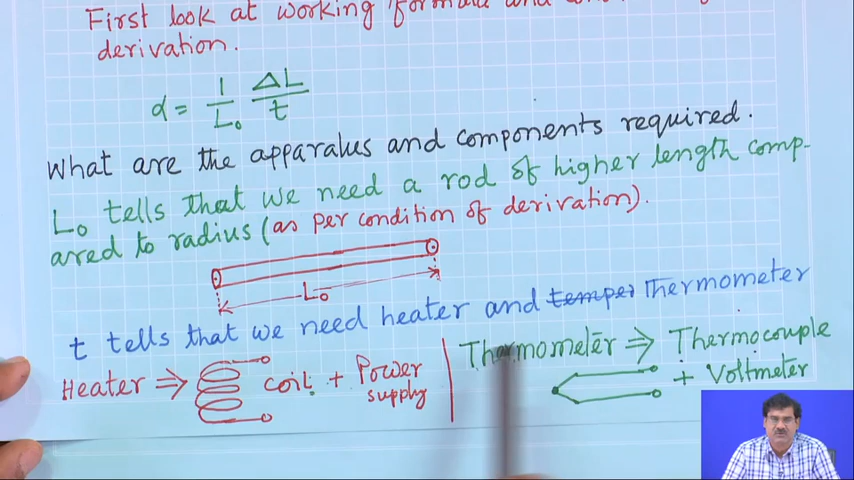 First look at working formula and
derivation.
α = 1/L₀ ΔL/t
What are the apparatus and components required.
L₀ tells that we need a rod of higher length comp-
ared to radius (as per condition of derivation).
L₀
t tells that we need heater and temper Thermometer
Heater ⇒ coil + Power supply
Thermometer ⇒ Thermocouple
+ Voltmeter